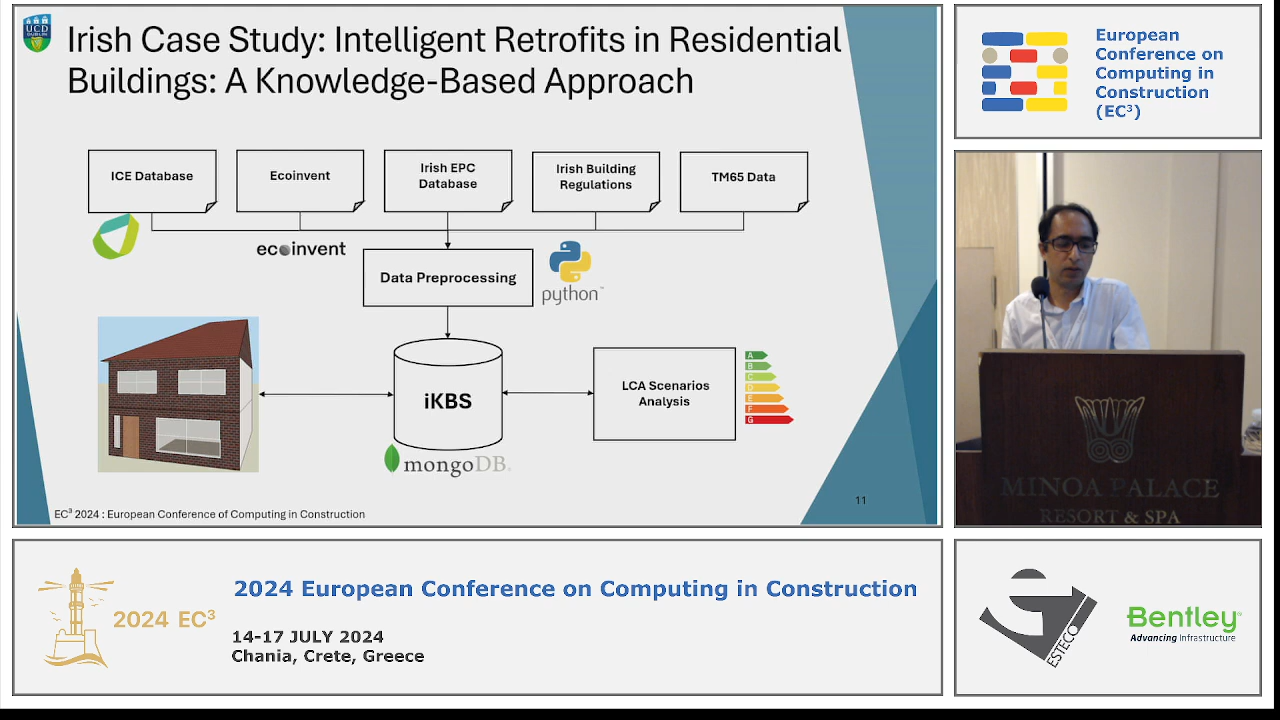 UCD
DUBLIN
Irish Case Study: Intelligent Retrofits in Residential
Buildings: A Knowledge-Based Approach
ICE Database
Ecoinvent
Irish EPC
Database
Irish Building
Regulations
TM65 Data
ecoinvent
Data Preprocessing
python™
iKBS
LCA Scenarios
Analysis
A
B
C
D
E
F
G
mongoDB.
11
EC³ 2024 : European Conference of Computing in Construction
European
Conference on
Computing in
Construction
(EC³)
MINOA PALACE
RESORT & SPA
2024 EC³
2024 European Conference on Computing in Construction
14-17 JULY 2024
Chania, Crete, Greece
ESTECO
Bentley
Advancing Infrastructure